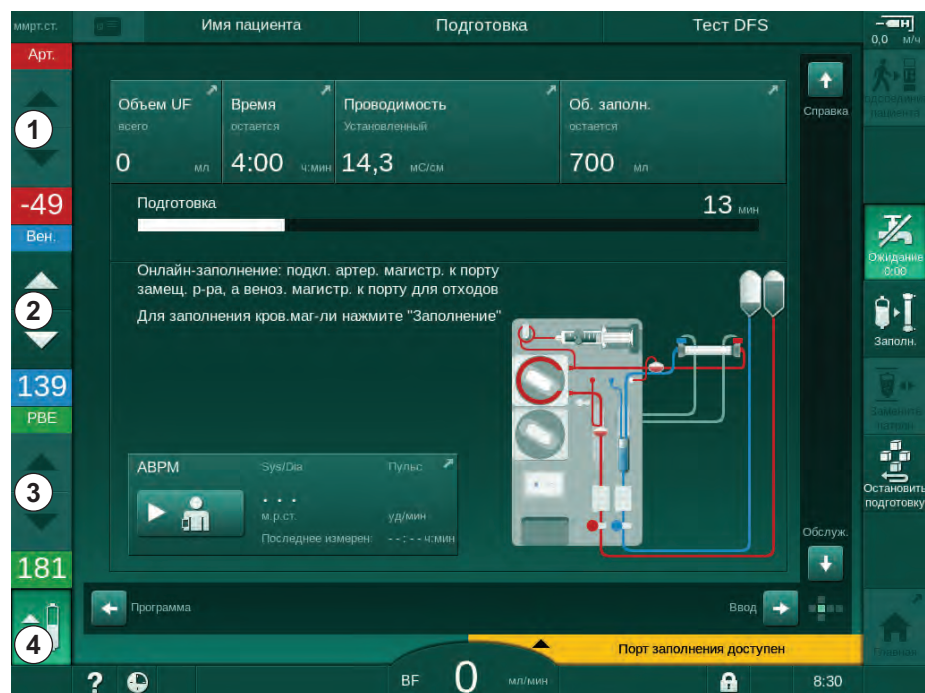 ммрт.ст.
Имя пациента
Подготовка
Тест DFS
0,0 м/ч
Арт.
1
-49
Вен.
2
139
PBE
3
181
4
Объем UF
всего
0 мл
Время
остается
4:00 ч:мин
Проводимость
Установленный
14,3 мС/см
Об. заполн.
остается
700 мл
Подготовка
13 мин
Онлайн-заполнение: подкл. артер. магистр. к порту
замещ. р-ра, а веноз. магистр. к порту для отходов
Для заполнения кров.маг-ли нажмите "Заполнение"
ABPM
Sys/Dia
Пульс
. . .
м.р.ст.
уд/мин
Последнее измерен:
--:-- ч:мин
Справка
Обслуж.
Программа
Ввод
пациента
Ожидание
0:00
Заполн.
Заменить
Остановить
подготовку
Главная
Порт заполнения доступен
?
BF 0 мл/мин
8:30